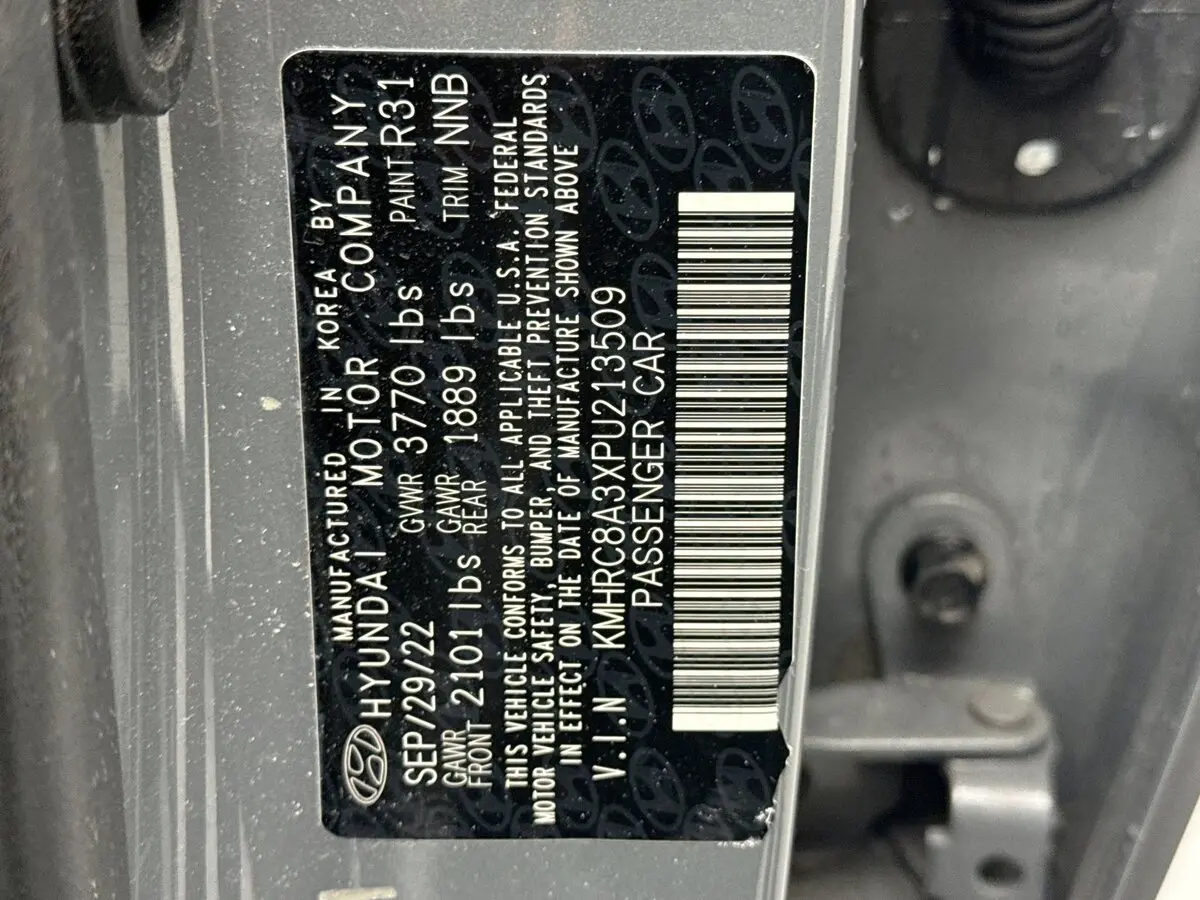 MANUFACTURED IN KOREA BY
HYUNDAI MOTOR COMPANY
SEP/29/22 GVWR 3770 lbs PAINT R31
GAWR FRONT 2101 lbs GAWR REAR 1889 lbs TRIM NNB
THIS VEHICLE CONFORMS TO ALL APPLICABLE U.S.A. FEDERAL
MOTOR VEHICLE SAFETY, BUMPER, AND THEFT PREVENTION STANDARDS
IN EFFECT ON THE DATE OF MANUFACTURE SHOWN ABOVE
V.I.N KMHRC8A3XPU213509
PASSENGER CAR